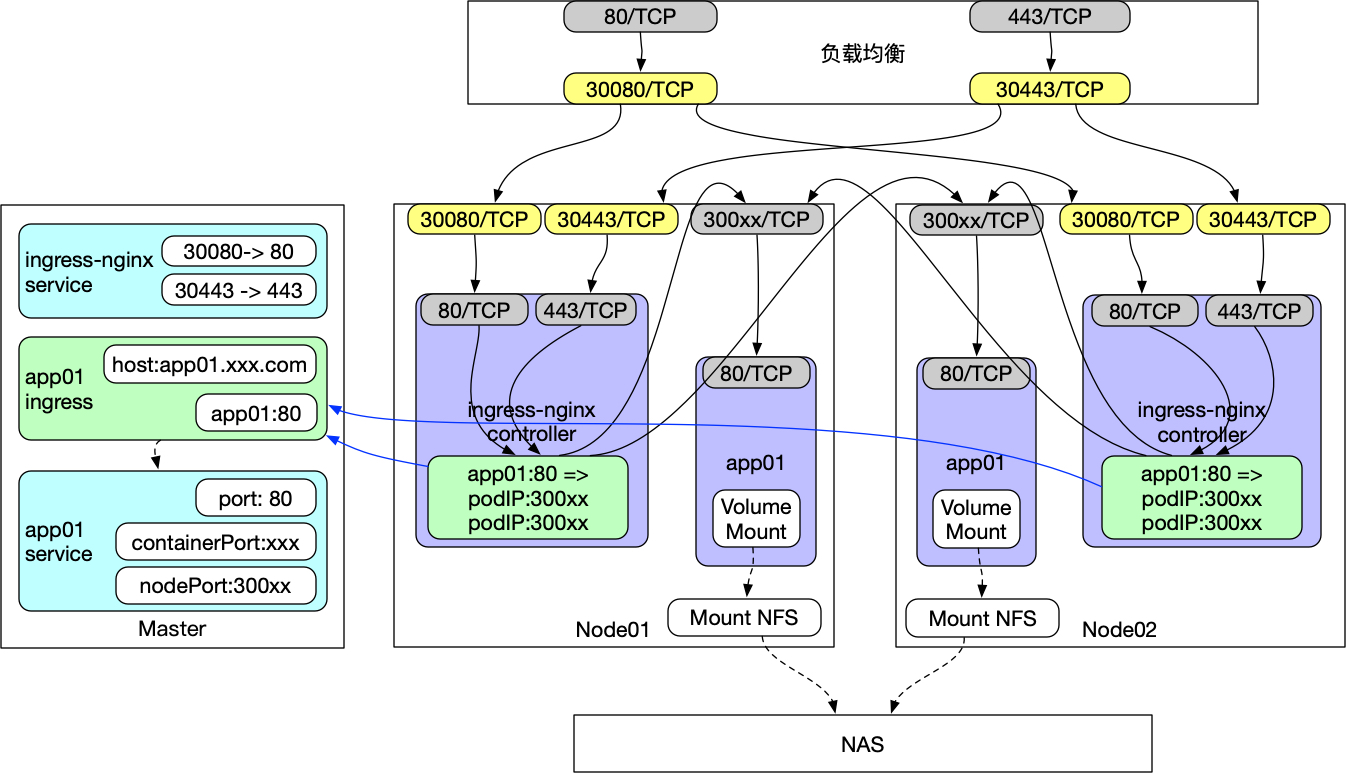 80/TCP
443/TCP
负载均衡
30080/TCP
30443/TCP
ingress-nginx
service
30080-> 80
30443 -> 443
app01
ingress
host:app01.xxx.com
app01:80
app01
service
port: 80
containerPort:xxx
nodePort:300xx
Master
30080/TCP
30443/TCP
300xx/TCP
80/TCP
443/TCP
ingress-nginx
controller
app01:80 =>
podIP:300xx
podIP:300xx
80/TCP
app01
Volume
Mount
Mount NFS
Node01
300xx/TCP
30080/TCP
30443/TCP
80/TCP
app01
Volume
Mount
Mount NFS
80/TCP
443/TCP
ingress-nginx
controller
app01:80 =>
podIP:300xx
podIP:300xx
Node02
NAS